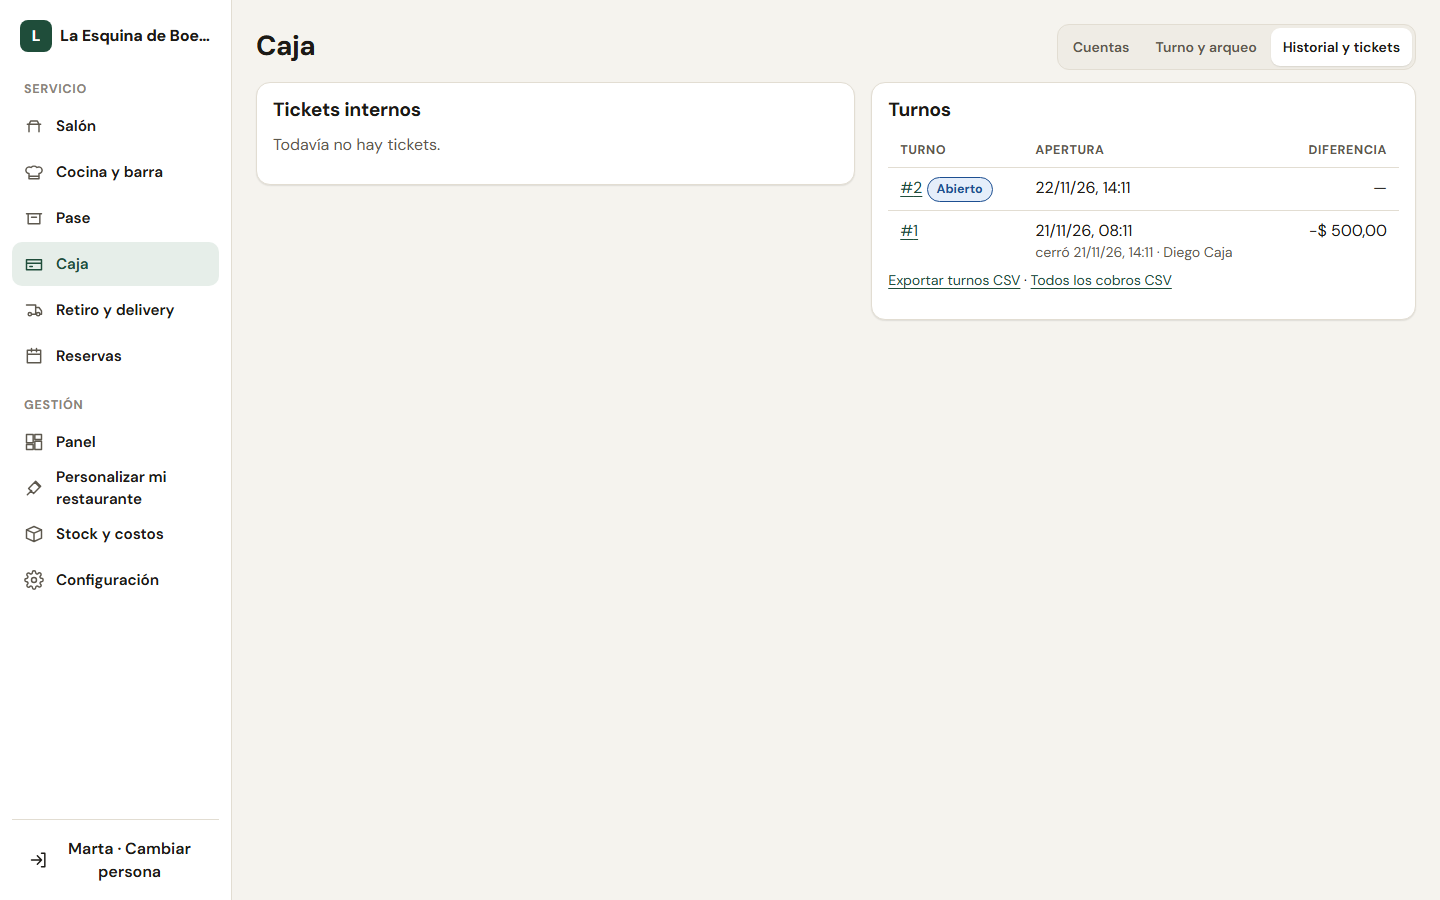 L
La Esquina de Boe...
SERVICIO
Salón
Cocina y barra
Pase
Caja
Retiro y delivery
Reservas
GESTIÓN
Panel
Personalizar mi
restaurante
Stock y costos
Configuración
Marta · Cambiar
persona
Caja
Cuentas
Turno y arqueo
Historial y tickets
Tickets internos
Todavía no hay tickets.
Turnos
TURNO APERTURA DIFERENCIA
#2 Abierto 22/11/26, 14:11 —
#1 21/11/26, 08:11 -$ 500,00
cerró 21/11/26, 14:11 · Diego Caja
Exportar turnos CSV · Todos los cobros CSV